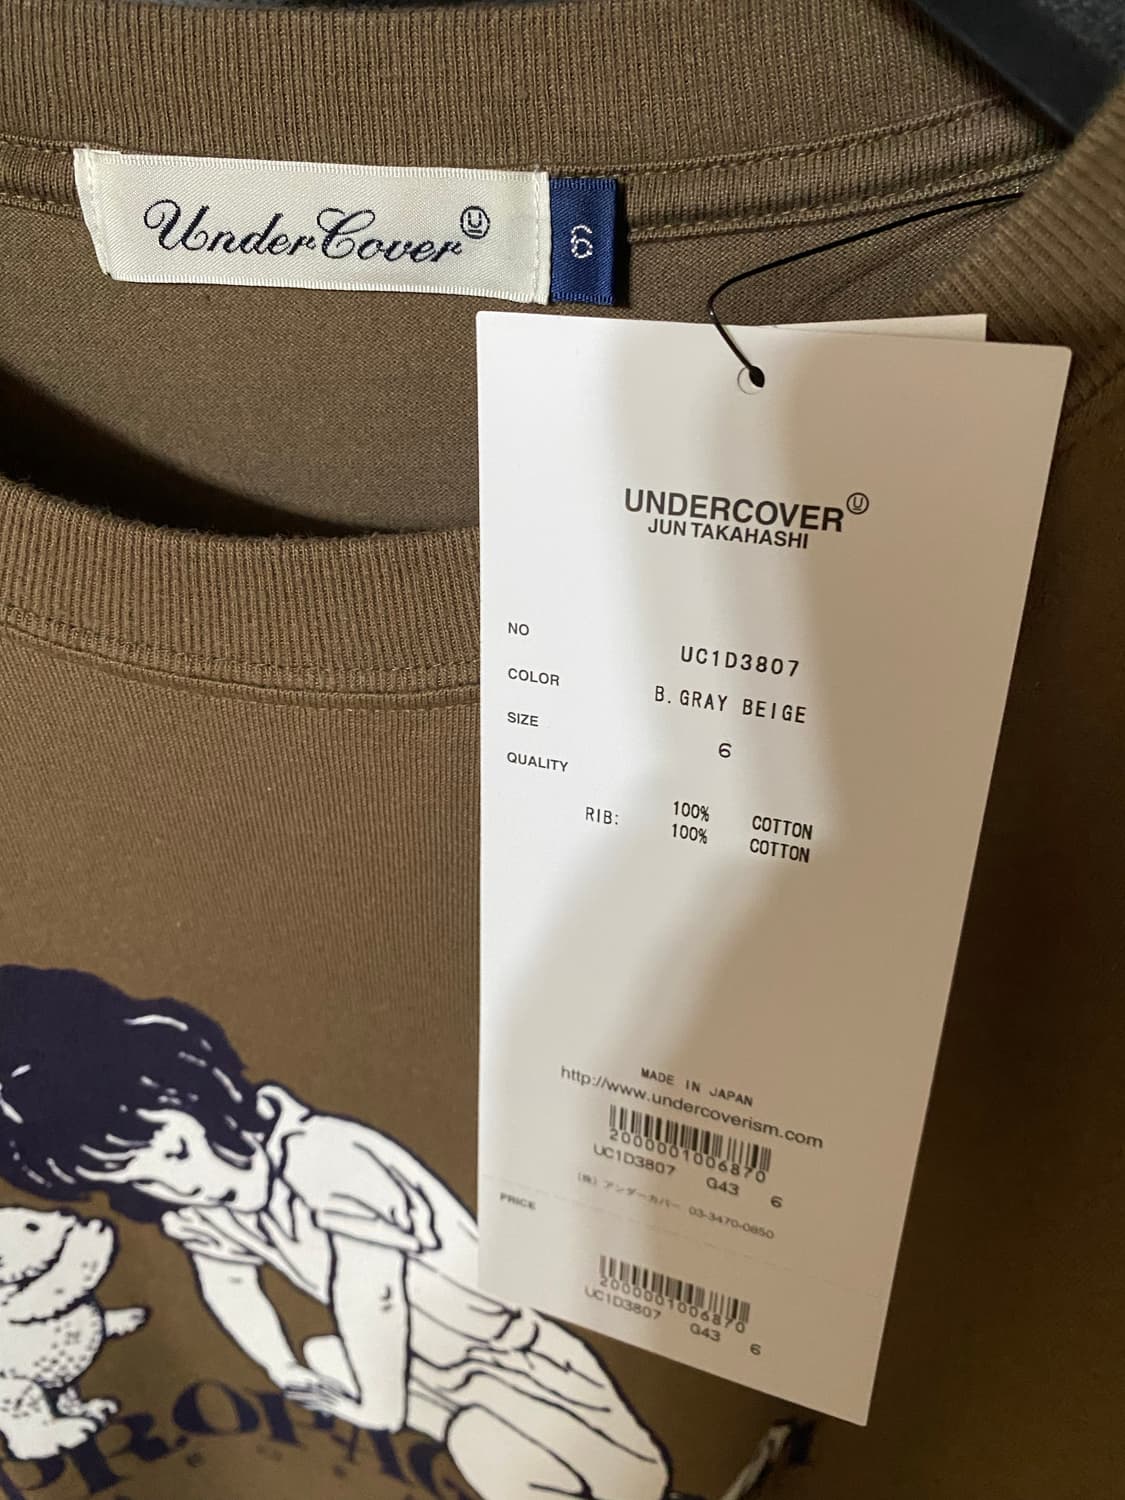 UnderCover
6
UNDERCOVER
JUN TAKAHASHI
NO UC1D3807
COLOR B.GRAY BEIGE
SIZE 6
QUALITY
100% COTTON
RIB: 100% COTTON
MADE IN JAPAN
http://www.undercoverism.com
2000001006870
UC1D3807 G43 6
(株) アンダーカバー 03-3470-0850
PRICE
2000001006870
UC1D3807 G43 6
PROPAG